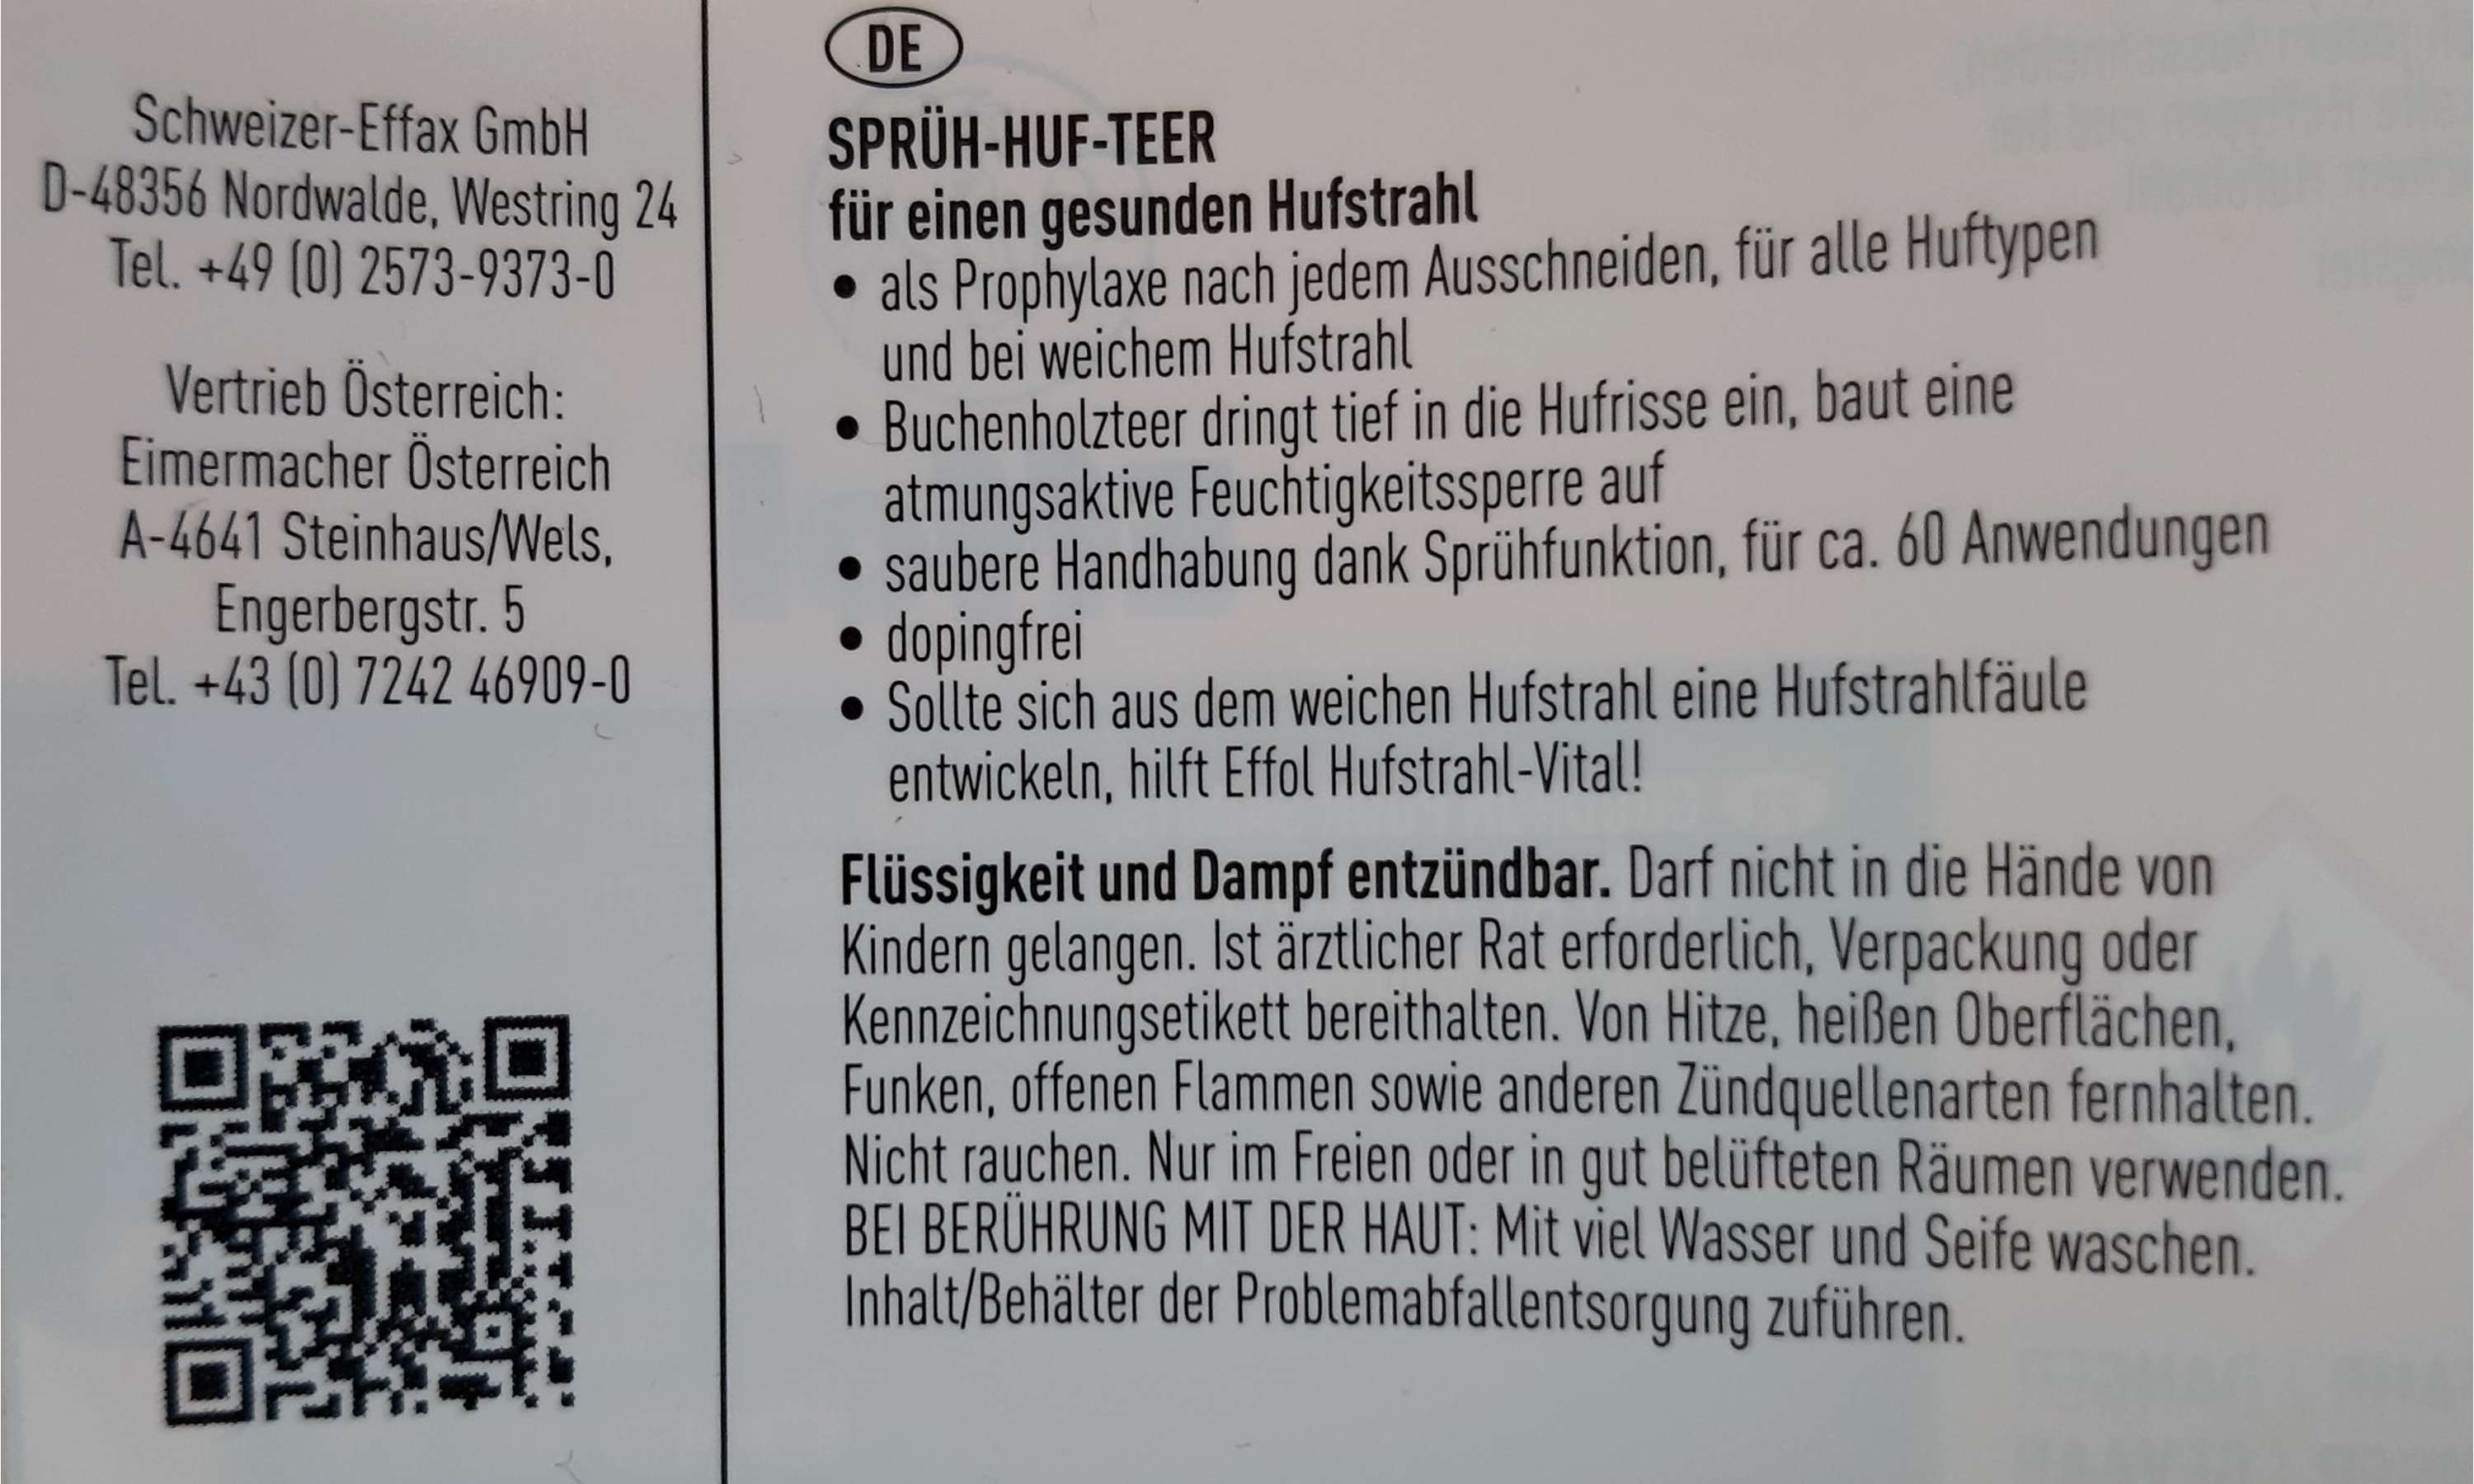 Schweizer-Effax GmbH
D-48356 Nordwalde, Westring 24
Tel. +49 (0) 2573-9373-0
Vertrieb Österreich:
Eimermacher Österreich
A-4641 Steinhaus/Wels,
Engerbergstr. 5
Tel. +43 (0) 7242 46909-0
DE
SPRÜH-HUF-TEER
für einen gesunden Hufstrahl
• als Prophylaxe nach jedem Ausschneiden, für alle Huftypen
und bei weichem Hufstrahl
• Buchenholzteer dringt tief in die Hufrisse ein, baut eine
atmungsaktive Feuchtigkeitssperre auf
• saubere Handhabung dank Sprühfunktion, für ca. 60 Anwendungen
• dopingfrei
• Sollte sich aus dem weichen Hufstrahl eine Hufstrahlfäule
entwickeln, hilft Effol Hufstrahl-Vital!
Flüssigkeit und Dampf entzündbar. Darf nicht in die Hände von
Kindern gelangen. Ist ärztlicher Rat erforderlich, Verpackung oder
Kennzeichnungsetikett bereithalten. Von Hitze, heißen Oberflächen,
Funken, offenen Flammen sowie anderen Zündquellenarten fernhalten.
Nicht rauchen. Nur im Freien oder in gut belüfteten Räumen verwenden.
BEI BERÜHRUNG MIT DER HAUT: Mit viel Wasser und Seife waschen.
Inhalt/Behälter der Problemabfallentsorgung zuführen.